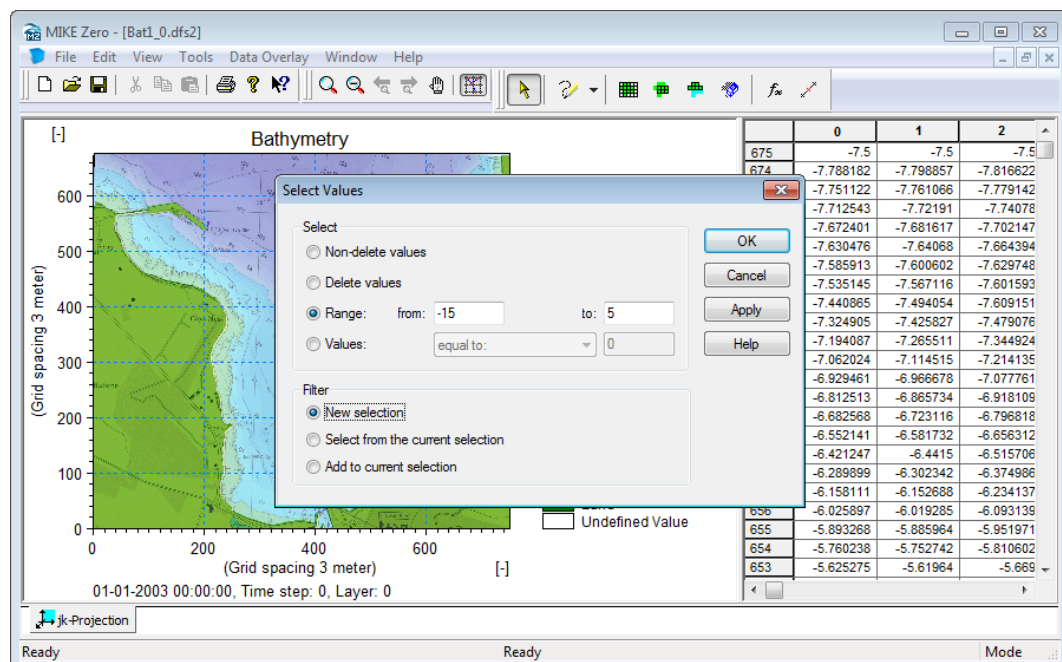 MIKE Zero - [Bat1_0.dfs2]
File Edit View Tools Data Overlay Window Help
[-]
Bathymetry
(Grid spacing 3 meter)
600
500
400
300
200
100
0
0 200 400 600
(Grid spacing 3 meter) [-]
01-01-2003 00:00:00, Time step: 0, Layer: 0
Undefined Value
Select Values
Select
Non-delete values
Delete values
Range: from: -15 to: 5
Values: equal to: 0
Filter
New selection
Select from the current selection
Add to current selection
OK
Cancel
Apply
Help
0 1 2
675 -7.5 -7.5 -7.5
674 -7.788182 -7.798857 -7.816622
-7.751122 -7.761066 -7.779142
-7.712543 -7.72191 -7.74078
-7.672401 -7.681617 -7.702147
-7.630476 -7.64068 -7.664394
-7.585913 -7.600602 -7.629748
-7.535145 -7.567116 -7.601593
-7.440865 -7.494054 -7.609151
-7.324905 -7.425827 -7.479076
-7.194087 -7.265511 -7.344924
-7.062024 -7.114515 -7.214135
-6.929461 -6.966678 -7.077761
-6.812513 -6.865734 -6.918109
-6.682568 -6.723116 -6.796818
-6.552141 -6.581732 -6.656312
-6.421247 -6.4415 -6.515706
-6.289899 -6.302342 -6.374986
-6.158111 -6.152688 -6.234137
656 -6.025897 -6.019285 -6.093139
655 -5.893268 -5.885964 -5.951971
654 -5.760238 -5.752742 -5.810602
653 -5.625275 -5.61964 -5.669
jk-Projection
Ready Ready Mode